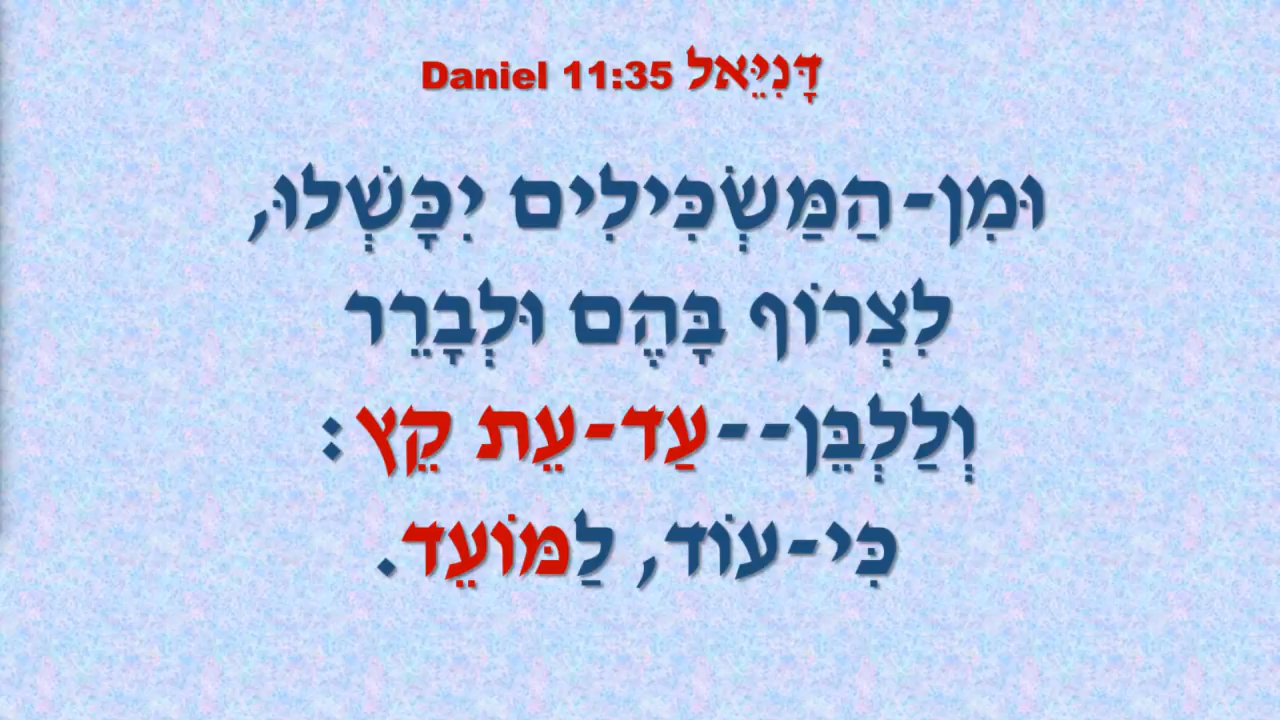 Daniel 11:35 דָּנִיֵּאל
וּמִן-הַמַּשְׂכִּילִים יִכָּשְׁלוּ,
לִצְרוֹף בָּהֶם וּלְבָרֵר
וְלַלְבֵּן--עַד-עֵת קֵץ:
כִּי-עוֹד, לַמּוֹעֵד.